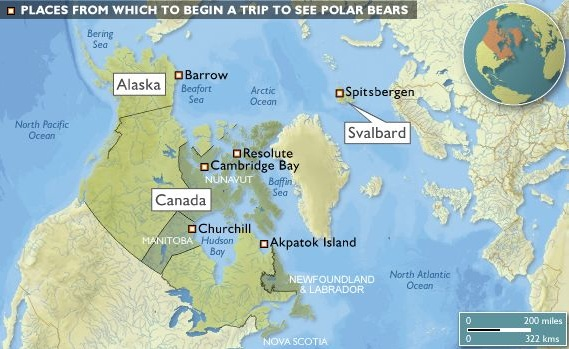 PLACES FROM WHICH TO BEGIN A TRIP TO SEE POLAR BEARS
Bering
Sea
Alaska
Barrow
Beafort
Sea
Arctic
Ocean
Spitsbergen
Svalbard
North Pacific
Ocean
Resolute
Cambridge Bay
NUNAVUT
Baffin
Sea
Canada
Churchill
MANITOBA
Hudson
Bay
Akpatok Island
NEWFOUNDLAND
& LABRADOR
North Atlantic
Ocean
NOVA SCOTIA
0 200 miles
0 322 kms